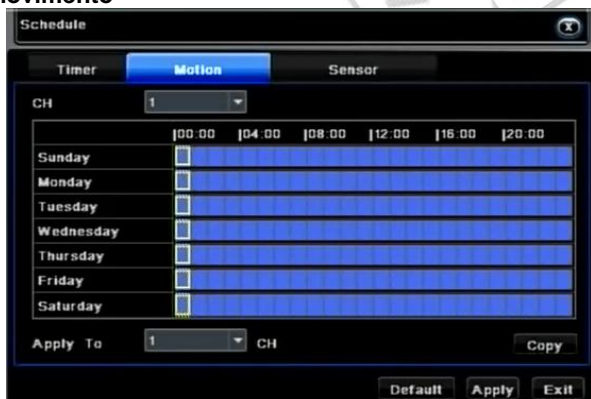 Schedule X
Timer Motion Sensor
CH 1
|00:00 |04:00 |08:00 |12:00 |16:00 |20:00
Sunday
Monday
Tuesday
Wednesday
Thursday
Friday
Saturday
Apply To 1 CH Copy
Default Apply Exit